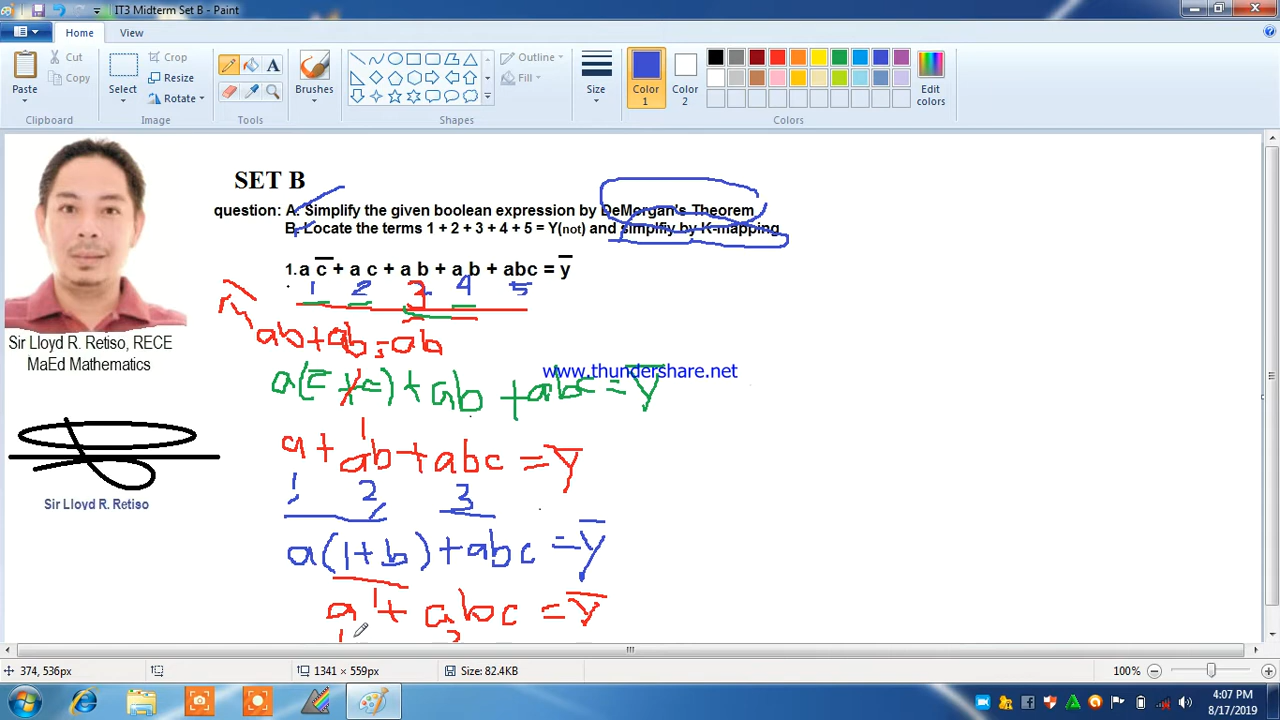 IT3 Midterm Set B - Paint
Home View
Paste
Cut
Copy
Clipboard
Select
Crop
Resize
Rotate
Image
A
Tools
Brushes
Shapes
Outline
Fill
Size
Color 1
Color 2
Edit colors
Colors
SET B
question: A. Simplify the given boolean expression by DeMorgan's Theorem
B. Locate the terms 1 + 2 + 3 + 4 + 5 = Y(not) and simplfiy by K-mapping
1. a c̅ + a c + a b + a b + abc = y̅
1 2 3 4 5
ab + ab = ab
www.thundershare.net
a(c̅ + c) + ab + abc = y̅
1
a + ab + abc = y̅
1 2 3
a(1 + b) + abc = y̅
1
a + abc = y̅
1 2
Sir Lloyd R. Retiso, RECE
MaEd Mathematics
Sir Lloyd R. Retiso
374, 536px
1341 × 559px
Size: 82.4KB
100%
4:07 PM
8/17/2019